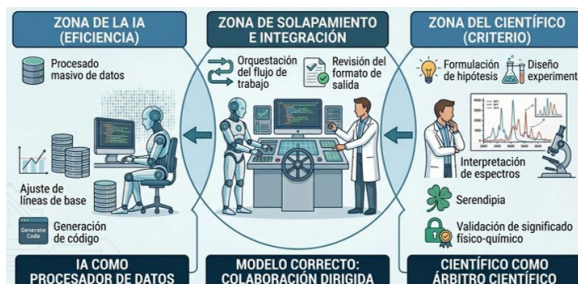 ZONA DE LA IA
(EFICIENCIA)
Procesado
masivo de datos
Ajuste de
líneas de base
Generate
Code
Generación
de código
IA COMO
PROCESADOR DE DATOS
ZONA DE SOLAPAMIENTO
E INTEGRACIÓN
Orquestación
del flujo de
trabajo
Revisión del
formato de
salida
MODELO CORRECTO:
COLABORACIÓN DIRIGIDA
ZONA DEL CIENTÍFICO
(CRITERIO)
Formulación
de hipótesis
Diseño
experiment
Interpretación
de espectros
Serendipia
Validación de significado
físico-químico
CIENTÍFICO COMO
ÁRBITRO CIENTÍFICO